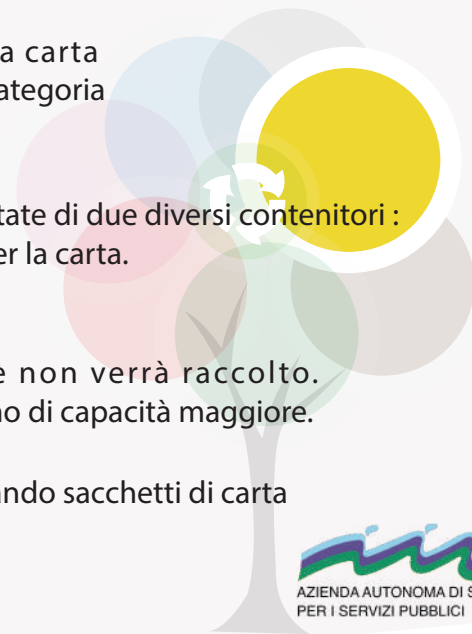 a carta
ategoria
tate di due diversi contenitori :
er la carta.
e non verrà raccolto.
no di capacità maggiore.
ando sacchetti di carta
AZIENDA AUTONOMA DI S
PER I SERVIZI PUBBLICI